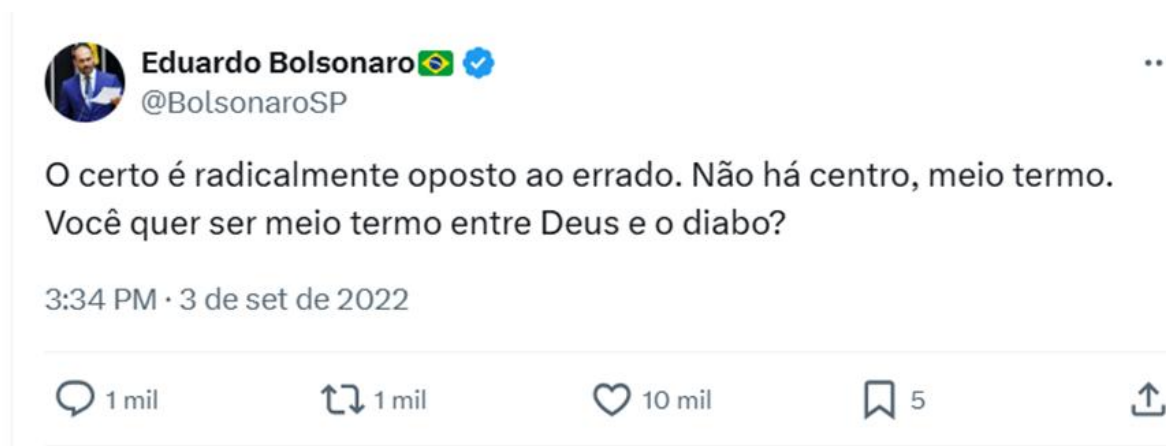 Eduardo Bolsonaro🇧🇷
@BolsonaroSP
O certo é radicalmente oposto ao errado. Não há centro, meio termo.
Você quer ser meio termo entre Deus e o diabo?
3:34 PM · 3 de set de 2022
1 mil 1 mil 10 mil 5